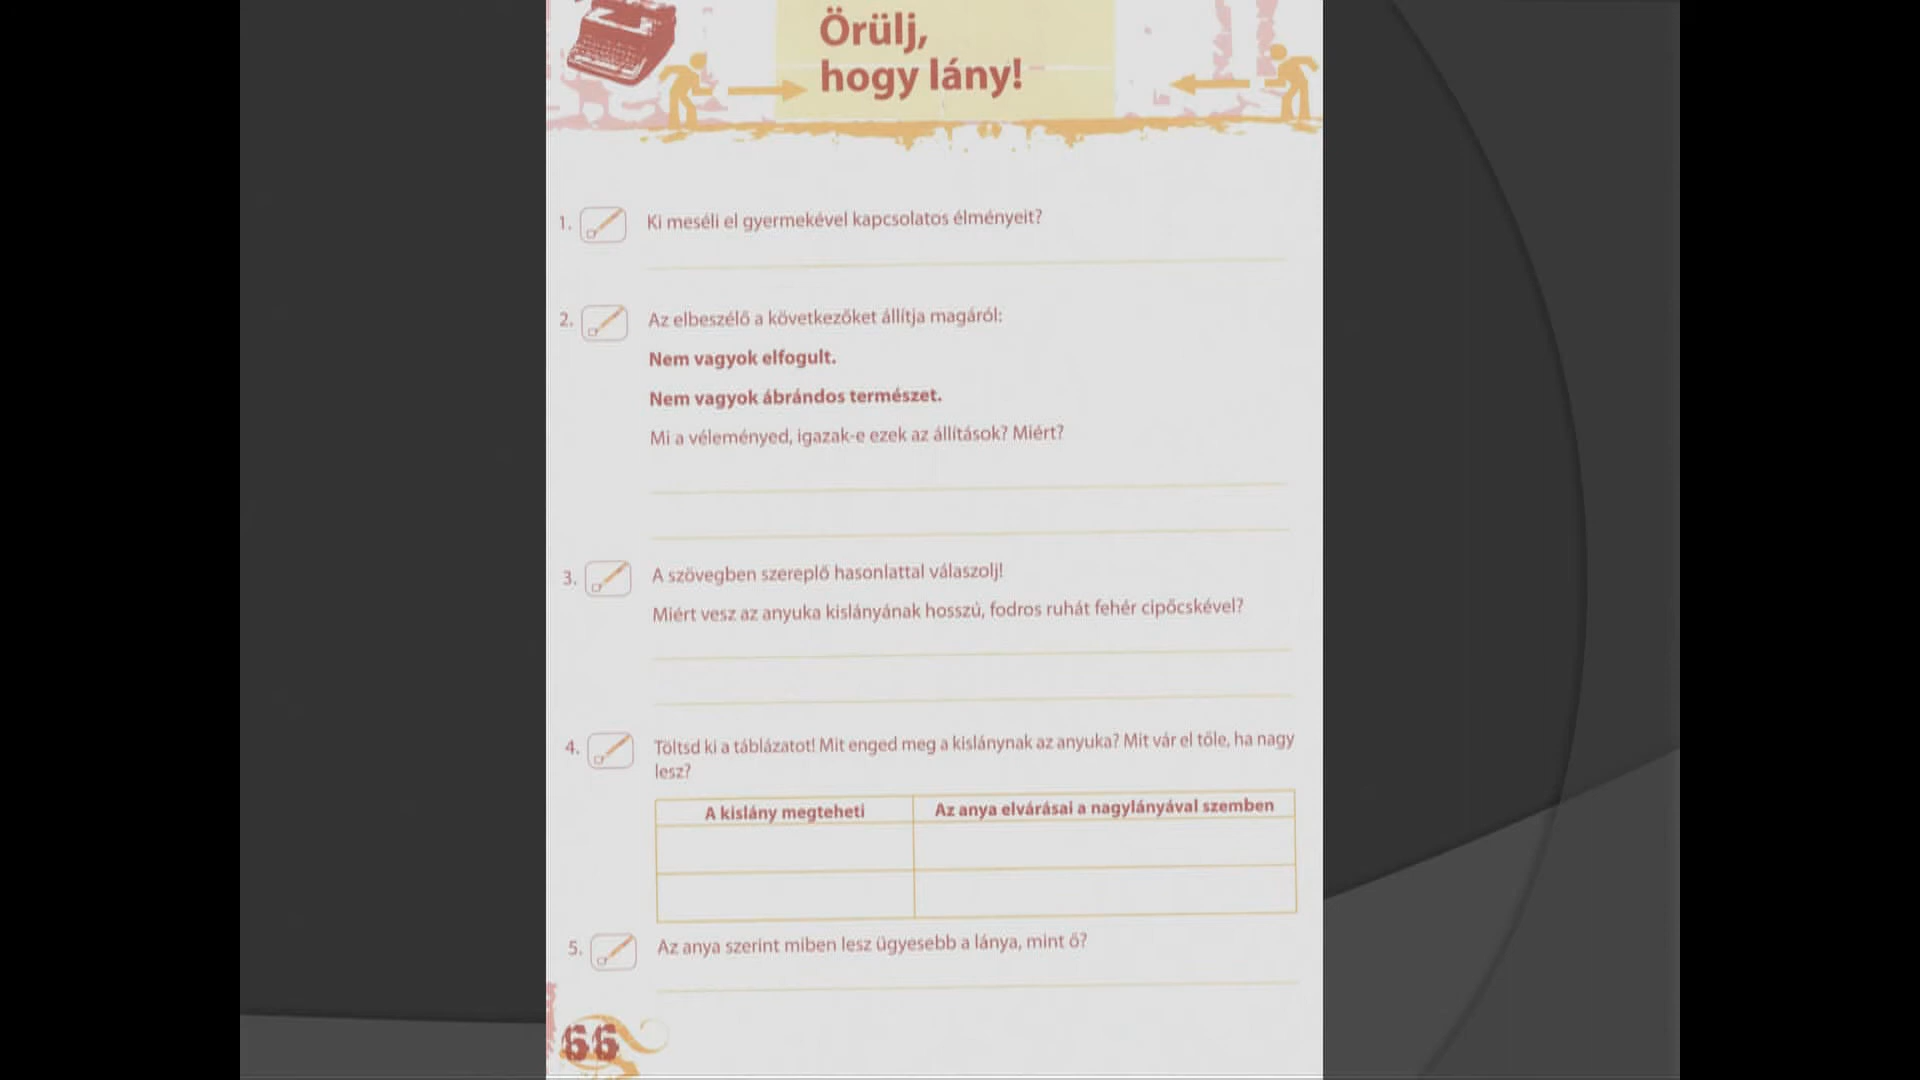 Örülj,
hogy lány!
1. Ki meséli el gyermekével kapcsolatos élményeit?
2. Az elbeszélő a következőket állítja magáról:
Nem vagyok elfogult.
Nem vagyok ábrándos természet.
Mi a véleményed, igazak-e ezek az állítások? Miért?
3. A szövegben szereplő hasonlattal válaszolj!
Miért vesz az anyuka kislányának hosszú, fodros ruhát fehér cipőcskével?
4. Töltsd ki a táblázatot! Mit enged meg a kislánynak az anyuka? Mit vár el tőle, ha nagy
lesz?
A kislány megteheti Az anya elvárásai a nagylányával szemben
5. Az anya szerint miben lesz ügyesebb a lánya, mint ő?
66